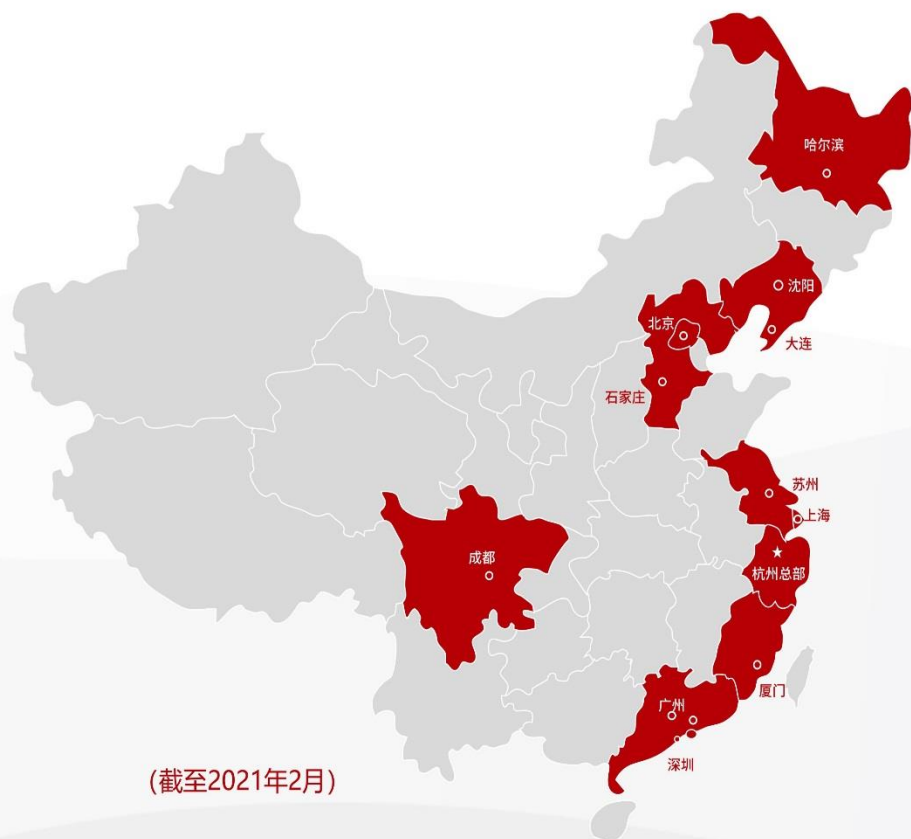 哈尔滨
沈阳
北京
大连
石家庄
苏州
上海
成都
杭州总部
厦门
广州
深圳
(截至2021年2月)